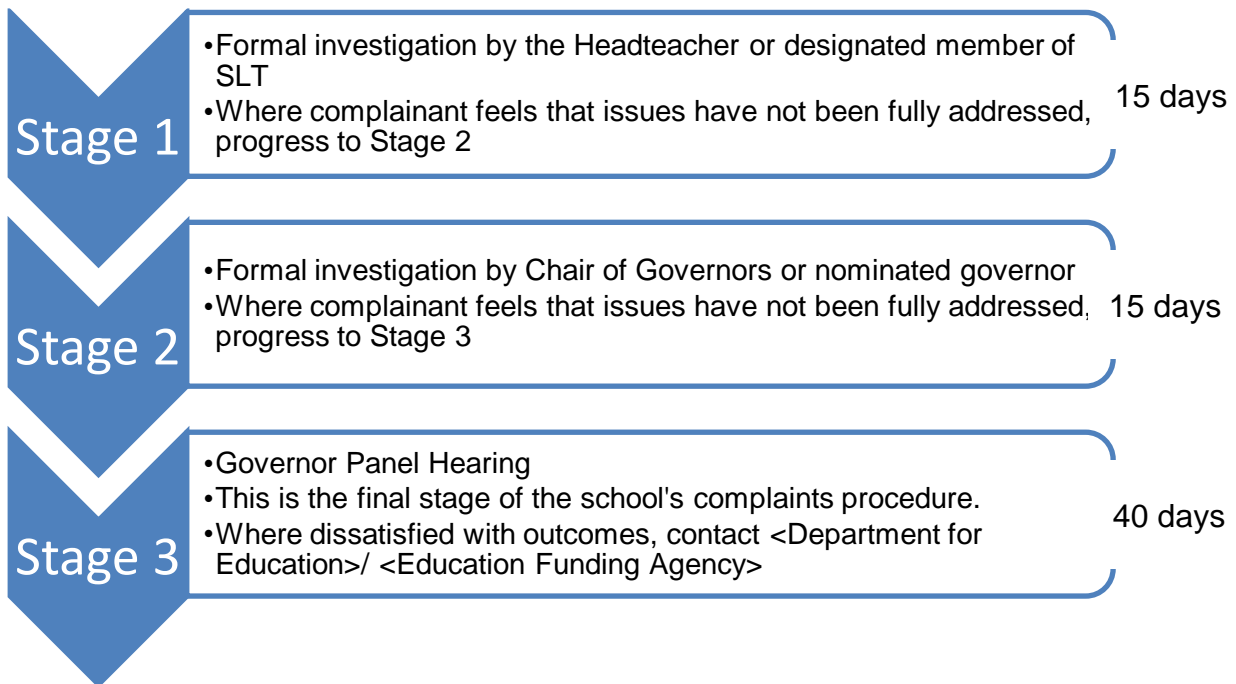 Stage 1
•Formal investigation by the Headteacher or designated member of
SLT
•Where complainant feels that issues have not been fully addressed,
progress to Stage 2
15 days
Stage 2
•Formal investigation by Chair of Governors or nominated governor
•Where complainant feels that issues have not been fully addressed,
progress to Stage 3
15 days
Stage 3
•Governor Panel Hearing
•This is the final stage of the school's complaints procedure.
•Where dissatisfied with outcomes, contact <Department for
Education>/ <Education Funding Agency>
40 days